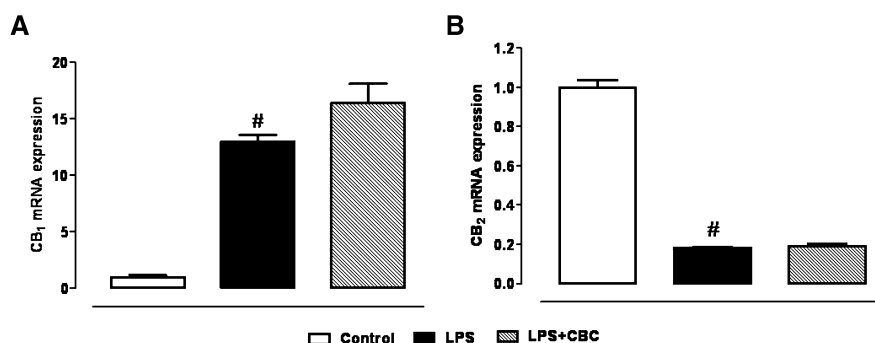 A
CB₁ mRNA expression
20
15
10
5
0
#
B
CB₂ mRNA expression
1.2
1.0
0.8
0.6
0.4
0.2
0.0
#
Control LPS LPS+CBC